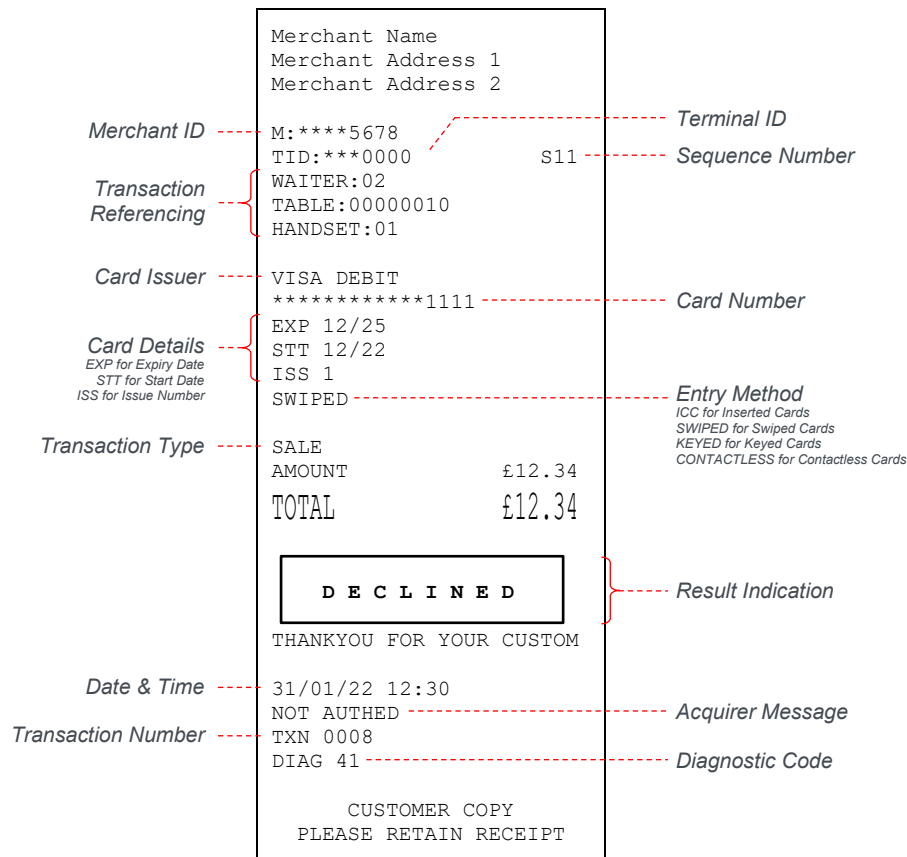 Merchant Name
Merchant Address 1
Merchant Address 2
Merchant ID
M:****5678
Terminal ID
TID:***0000 S11
Sequence Number
Transaction
Referencing
WAITER:02
TABLE:00000010
HANDSET:01
Card Issuer
VISA DEBIT
************1111
Card Number
Card Details
EXP for Expiry Date
STT for Start Date
ISS for Issue Number
EXP 12/25
STT 12/22
ISS 1
SWIPED
Entry Method
ICC for Inserted Cards
SWIPED for Swiped Cards
KEYED for Keyed Cards
CONTACTLESS for Contactless Cards
Transaction Type
SALE
AMOUNT £12.34
TOTAL £12.34
DECLINED
Result Indication
THANKYOU FOR YOUR CUSTOM
Date & Time
31/01/22 12:30
NOT AUTHED
Acquirer Message
Transaction Number
TXN 0008
DIAG 41
Diagnostic Code
CUSTOMER COPY
PLEASE RETAIN RECEIPT